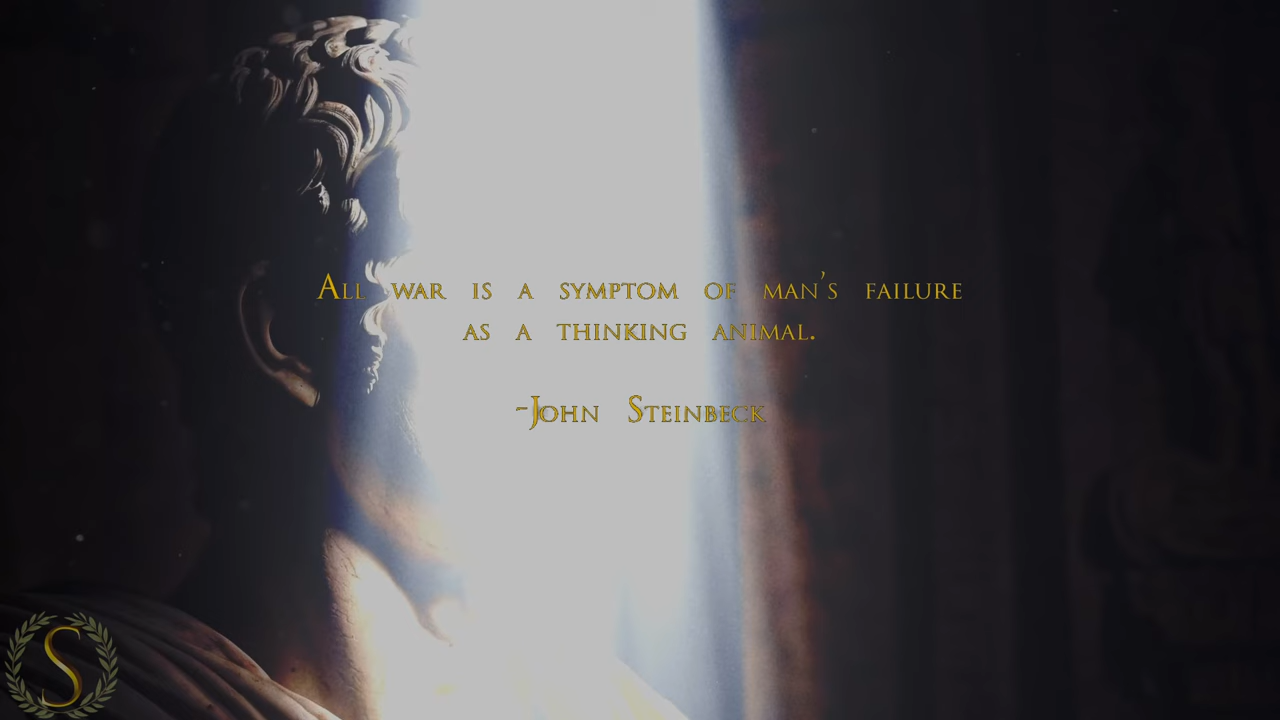 All war is a symptom of man's failure
as a thinking animal.
-John Steinbeck
S